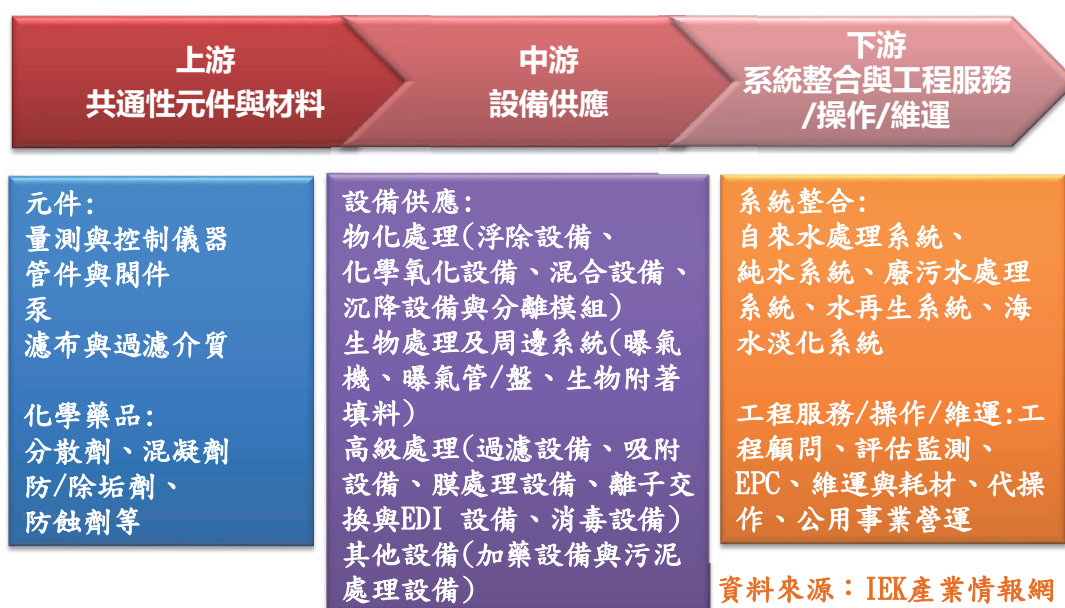 上游
共通性元件與材料
中游
設備供應
下游
系統整合與工程服務
/操作/維運
元件:
量測與控制儀器
管件與閥件
泵
濾布與過濾介質
化學藥品:
分散劑、混凝劑
防/除垢劑、
防蝕劑等
設備供應:
物化處理(浮除設備、
化學氧化設備、混合設備、
沉降設備與分離模組)
生物處理及周邊系統(曝氣
機、曝氣管/盤、生物附著
填料)
高級處理(過濾設備、吸附
設備、膜處理設備、離子交
換與EDI 設備、消毒設備)
其他設備(加藥設備與污泥
處理設備)
系統整合:
自來水處理系統、
純水系統、廢污水處理
系統、水再生系統、海
水淡化系統
工程服務/操作/維運:工
程顧問、評估監測、
EPC、維運與耗材、代操
作、公用事業營運
資料來源：IEK產業情報網